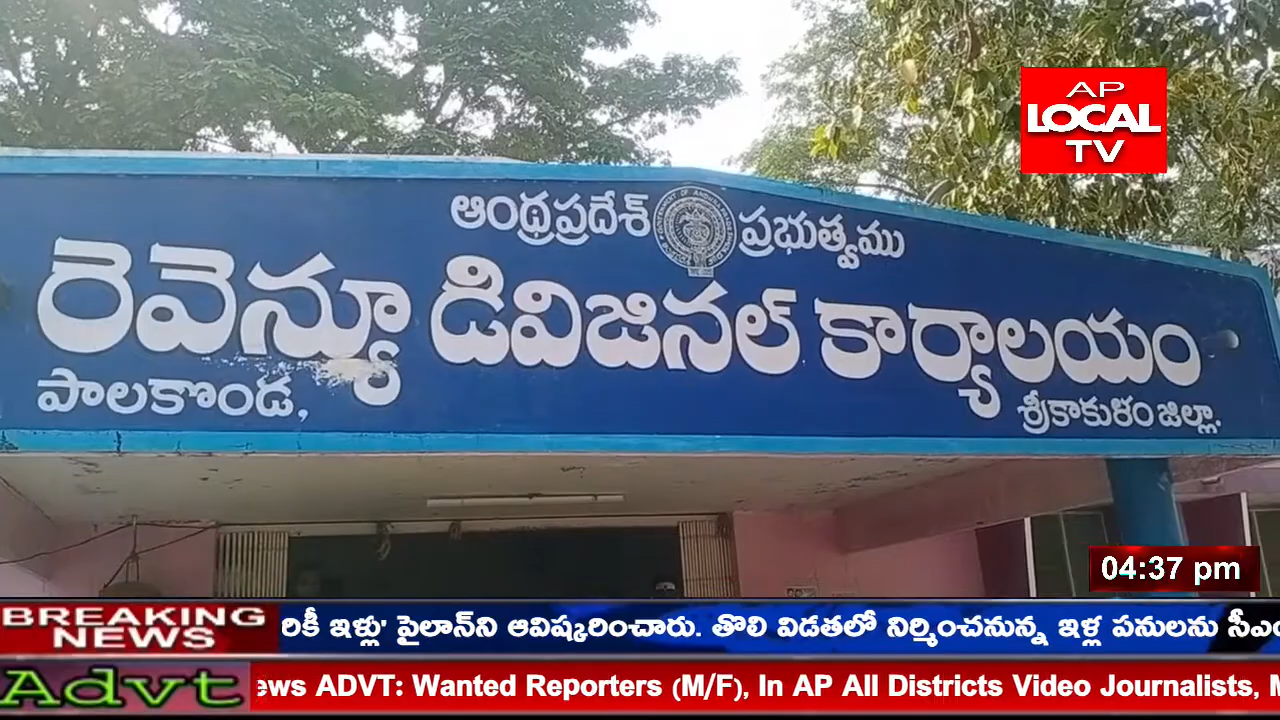 AP
LOCAL
TV
ఆంధ్రప్రదేశ్ ప్రభుత్వము
రెవెన్యూ డివిజినల్ కార్యాలయం
పాలకొండ,
శ్రీకాకుళం జిల్లా.
04:37 pm
BREAKING
NEWS
రికీ ఇళ్లు' పైలాన్‌ని ఆవిష్కరించారు. తొలి విడతలో నిర్మించనున్న ఇళ్ల పనులను సీఎం
Advt
ews ADVT: Wanted Reporters (M/F), In AP All Districts Video Journalists, M